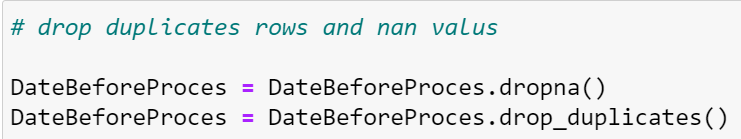 # drop duplicates rows and nan valus
DateBeforeProces = DateBeforeProces.dropna()
DateBeforeProces = DateBeforeProces.drop_duplicates()